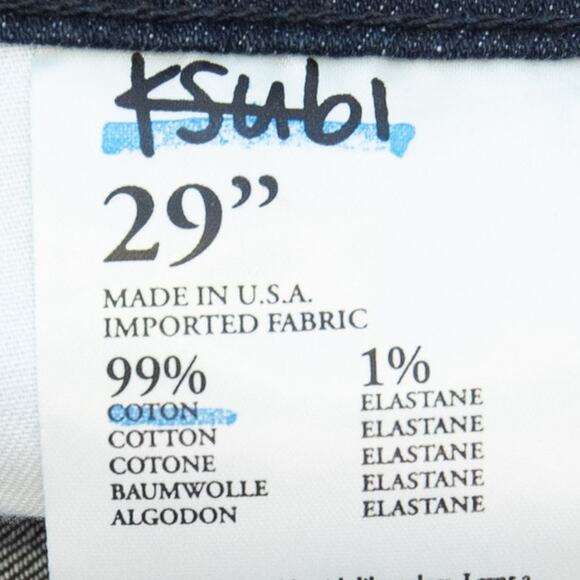 Ksubi
29”
MADE IN U.S.A.
IMPORTED FABRIC
99%
COTON
COTTON
COTONE
BAUMWOLLE
ALGODON
1%
ELASTANE
ELASTANE
ELASTANE
ELASTANE
ELASTANE